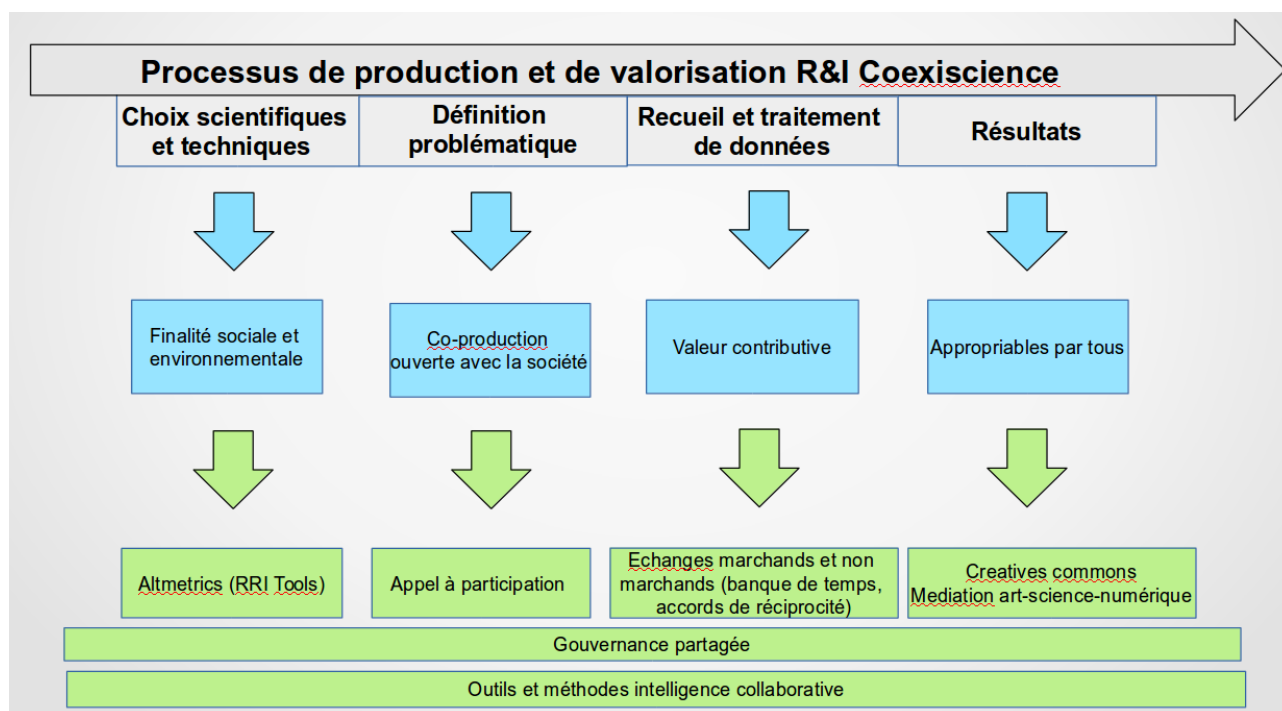 Processus de production et de valorisation R&I Coexiscience
Choix scientifiques
et techniques
Définition
problématique
Recueil et traitement
de données
Résultats
Finalité sociale et
environnementale
Co-production
ouverte avec la société
Valeur contributive
Appropriables par tous
Altmetrics (RRI Tools)
Appel à participation
Echanges marchands et non
marchands (banque de temps,
accords de réciprocité)
Creatives commons
Mediation art-science-numérique
Gouvernance partagée
Outils et méthodes intelligence collaborative